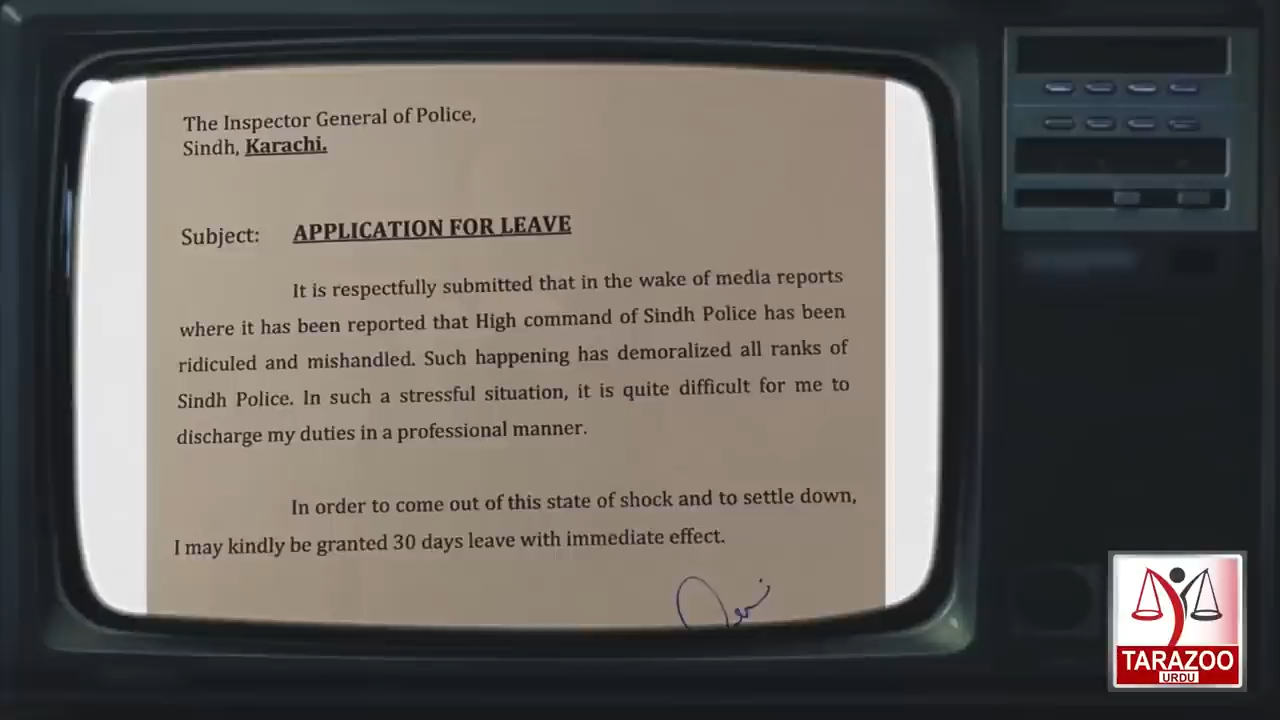 The Inspector General of Police,
Sindh, Karachi.
Subject: APPLICATION FOR LEAVE
It is respectfully submitted that in the wake of media reports
where it has been reported that High command of Sindh Police has been
ridiculed and mishandled. Such happening has demoralized all ranks of
Sindh Police. In such a stressful situation, it is quite difficult for me to
discharge my duties in a professional manner.
In order to come out of this state of shock and to settle down,
I may kindly be granted 30 days leave with immediate effect.
TARAZOO
URDU